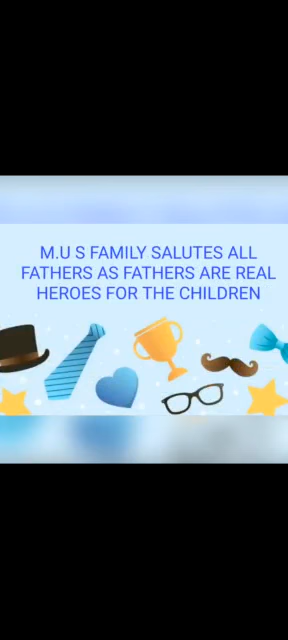 M.U S FAMILY SALUTES ALL
FATHERS AS FATHERS ARE REAL
HEROES FOR THE CHILDREN